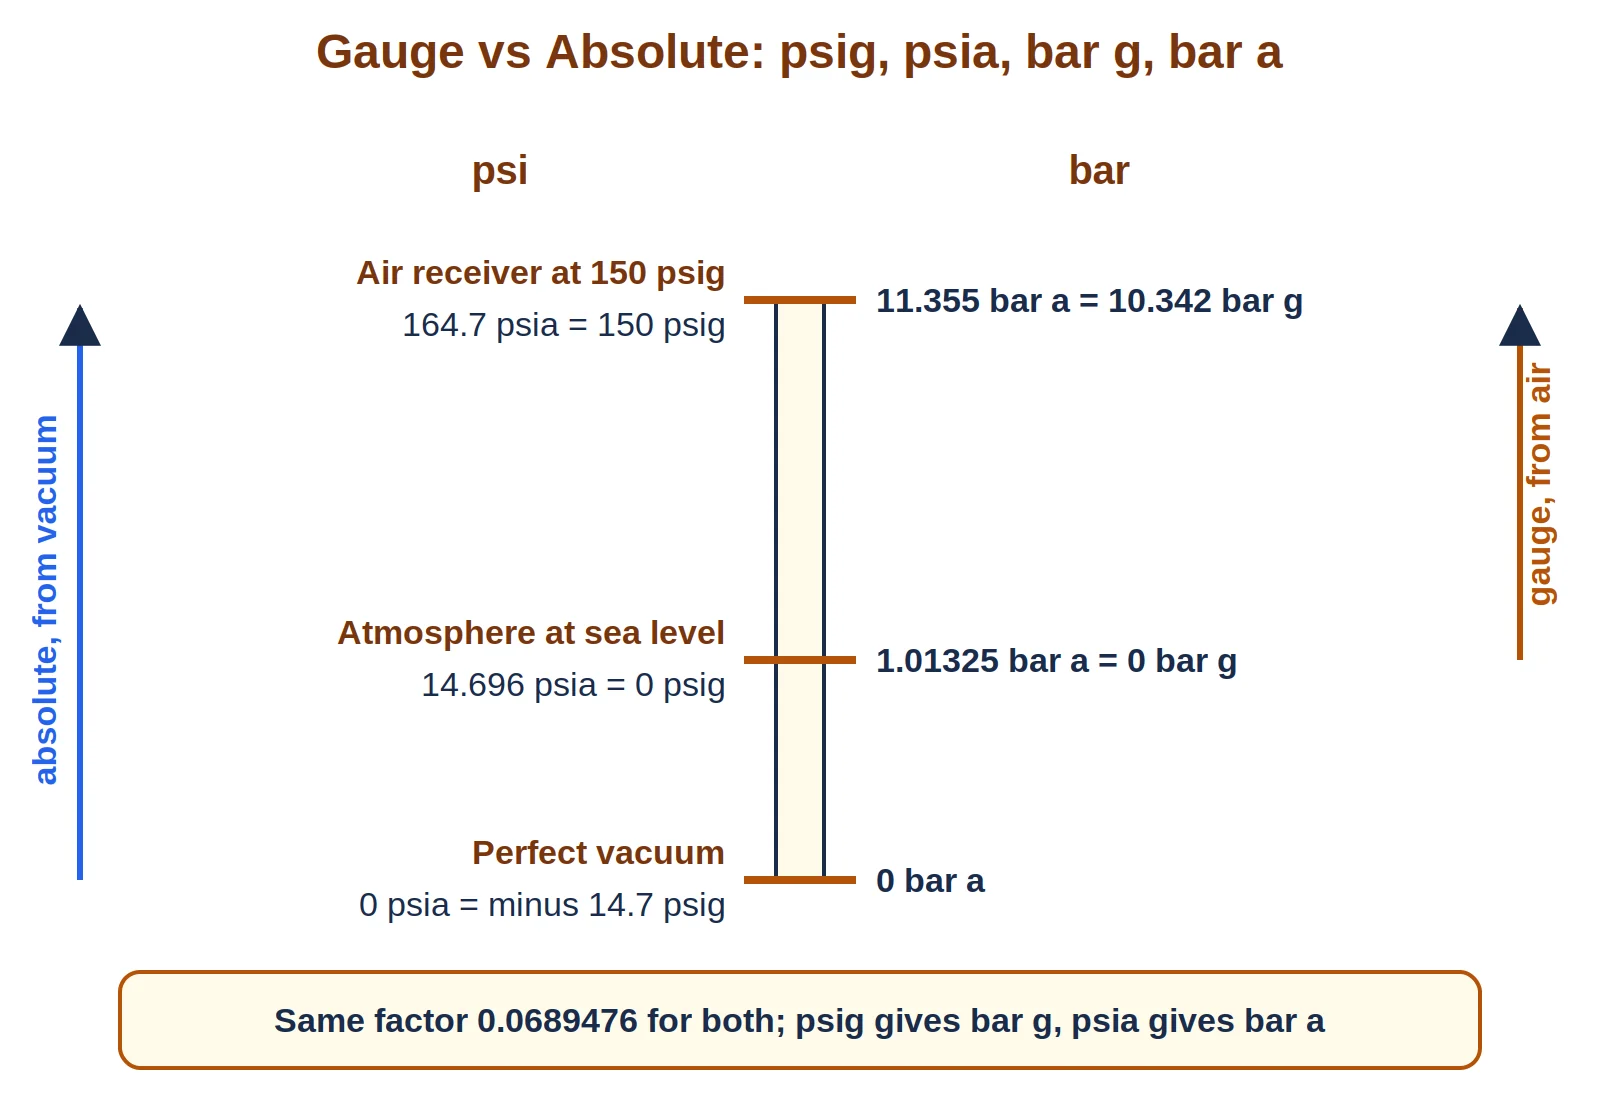 Gauge vs Absolute: psig, psia, bar g, bar a
psi
bar
Air receiver at 150 psig
164.7 psia = 150 psig
11.355 bar a = 10.342 bar g
absolute, from vacuum
gauge, from air
Atmosphere at sea level
14.696 psia = 0 psig
1.01325 bar a = 0 bar g
Perfect vacuum
0 psia = minus 14.7 psig
0 bar a
Same factor 0.0689476 for both; psig gives bar g, psia gives bar a